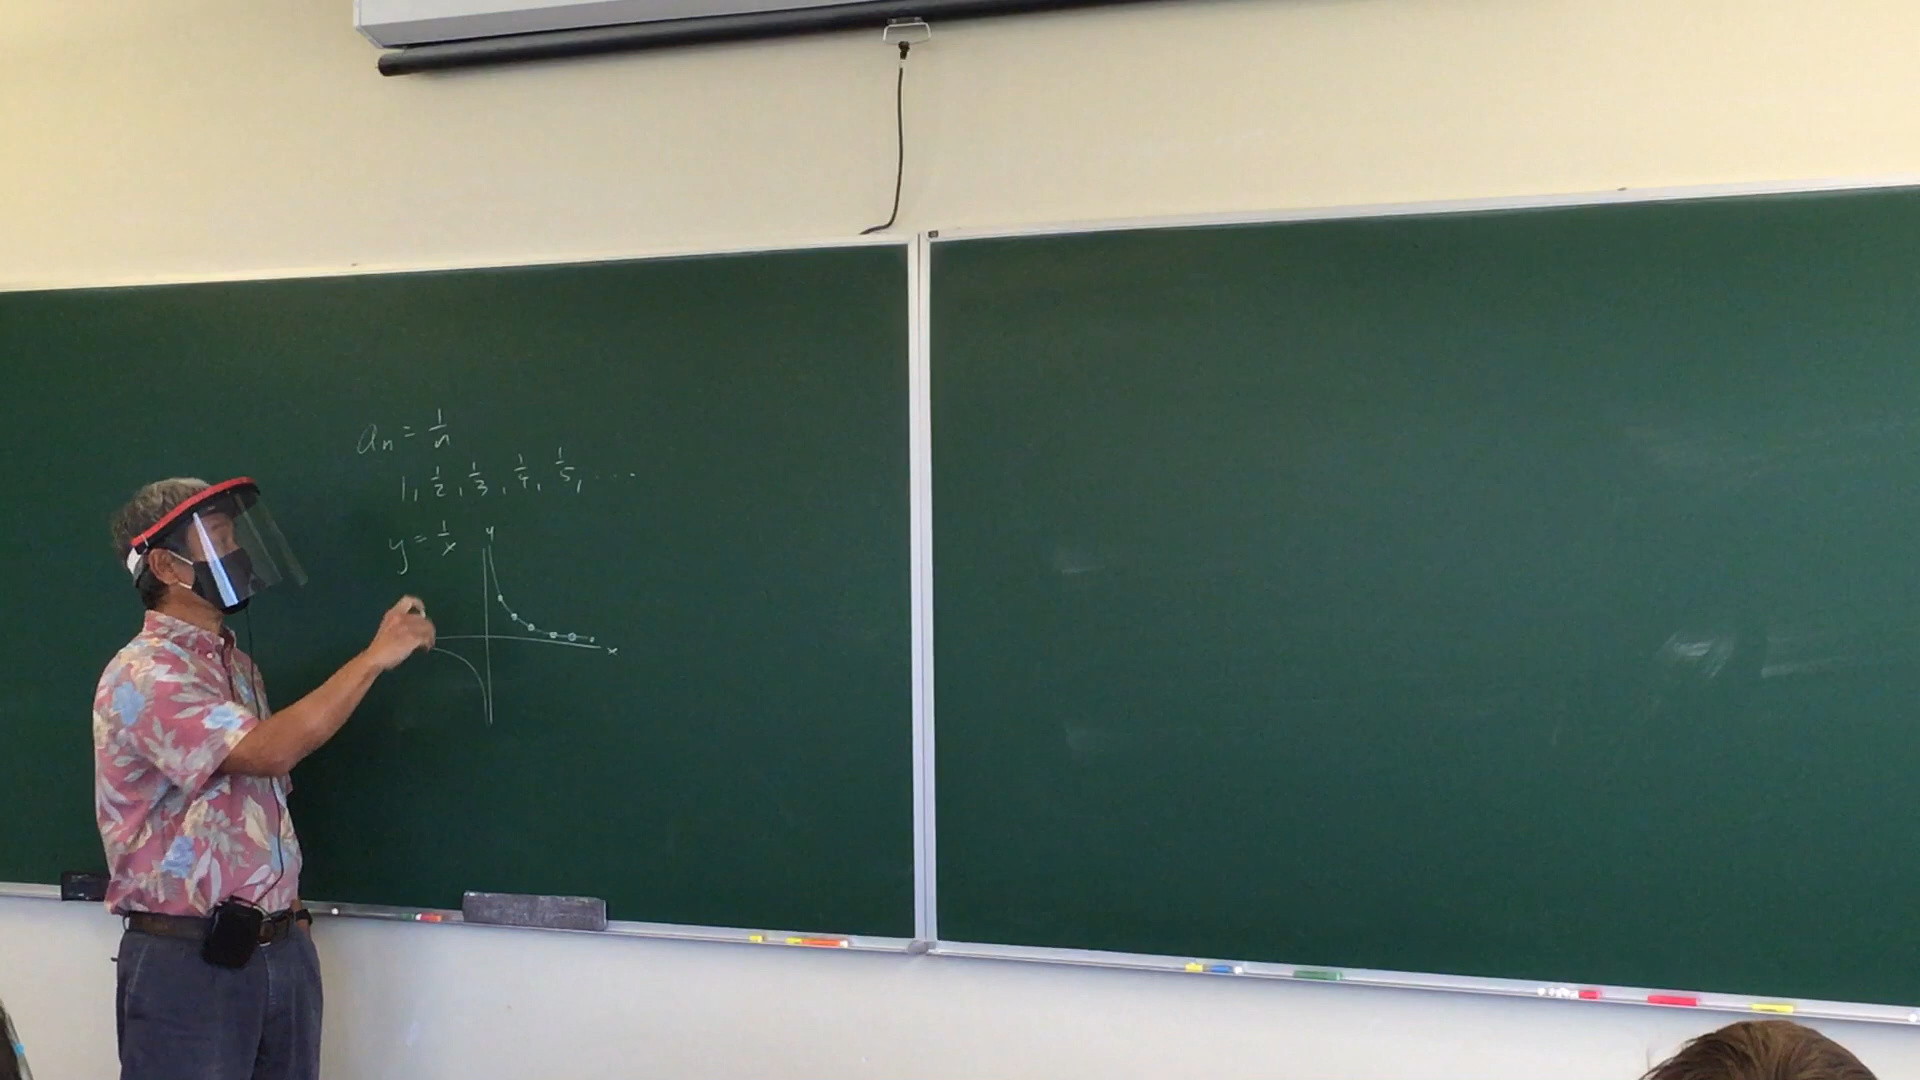 aₙ = 1/n
1, 1/2, 1/3, 1/4, 1/5, ...
y = 1/x
y
x